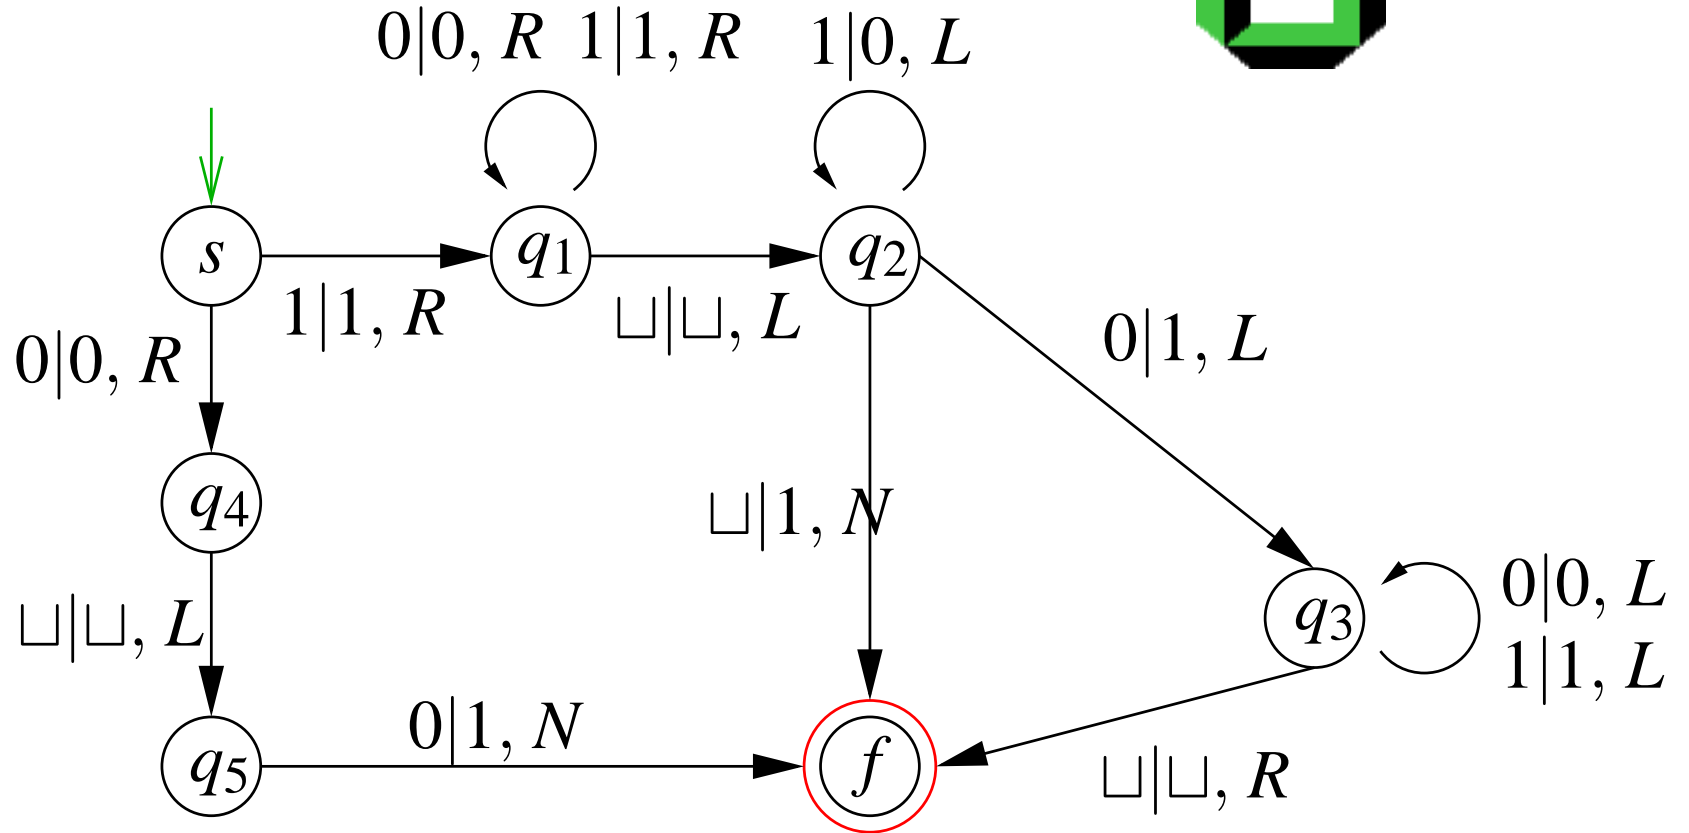 0|0, R 1|1, R 1|0, L
s q1 q2
1|1, R ⊔|⊔, L
0|1, L
0|0, R
q4
⊔|1, N
0|0, L
q3
⊔|⊔, L
1|1, L
0|1, N
q5 f
⊔|⊔, R